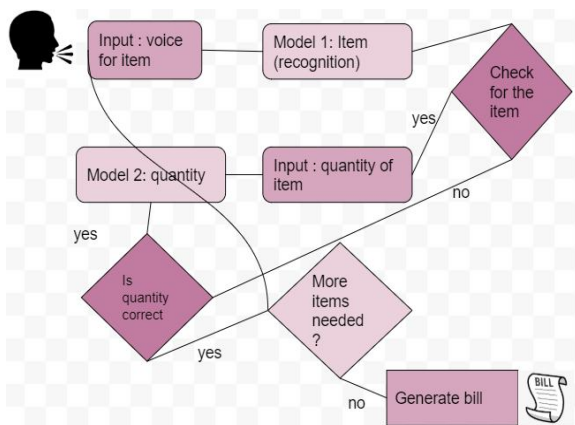 Input : voice
for item
Model 1: Item
(recognition)
Check
for the
item
yes
Model 2: quantity
Input : quantity of
item
no
yes
Is
quantity
correct
More
items
needed
?
yes
no
Generate bill
BILL